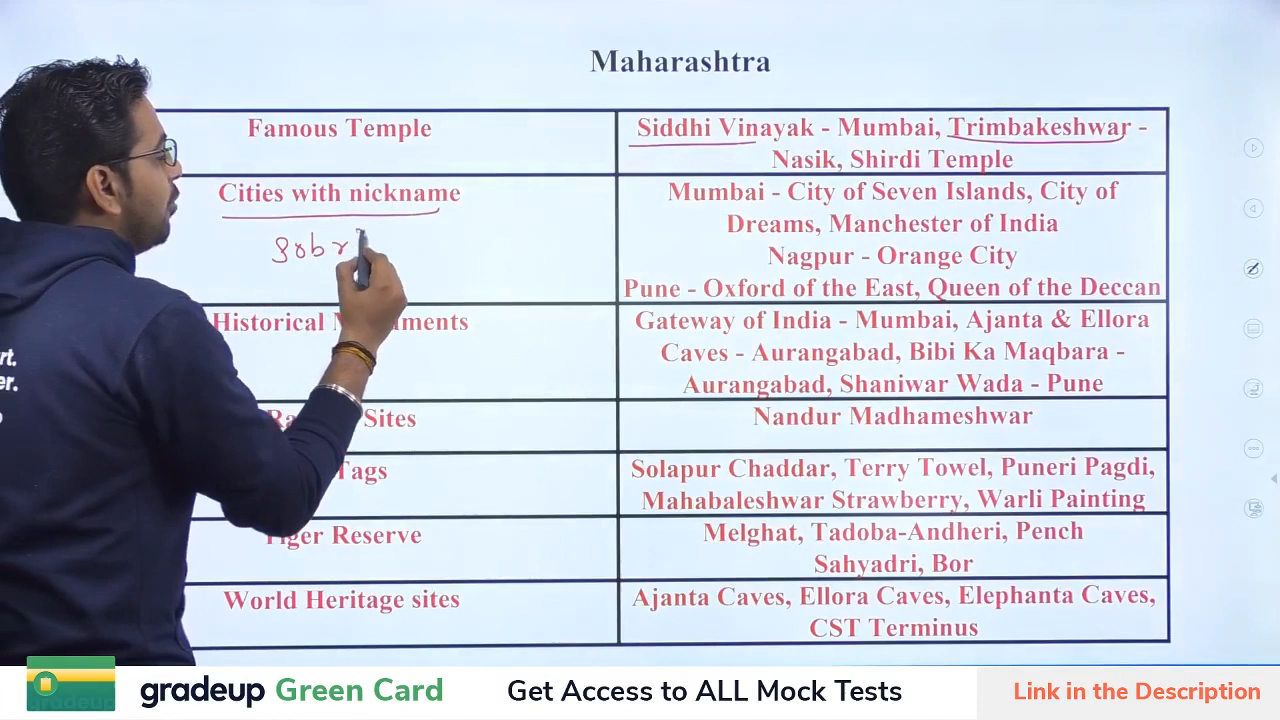 Maharashtra
Famous Temple
Siddhi Vinayak - Mumbai, Trimbakeshwar -
Nasik, Shirdi Temple
Cities with nickname
Mumbai - City of Seven Islands, City of
Dreams, Manchester of India
Nagpur - Orange City
Pune - Oxford of the East, Queen of the Deccan
Historical
Gateway of India - Mumbai, Ajanta & Ellora
Caves - Aurangabad, Bibi Ka Maqbara -
Aurangabad, Shaniwar Wada - Pune
Sites
Nandur Madhameshwar
Tags
Solapur Chaddar, Terry Towel, Puneri Pagdi,
Mahabaleshwar Strawberry, Warli Painting
Tiger Reserve
Melghat, Tadoba-Andheri, Pench
Sahyadri, Bor
World Heritage sites
Ajanta Caves, Ellora Caves, Elephanta Caves,
CST Terminus
gradeup Green Card
Get Access to ALL Mock Tests
Link in the Description